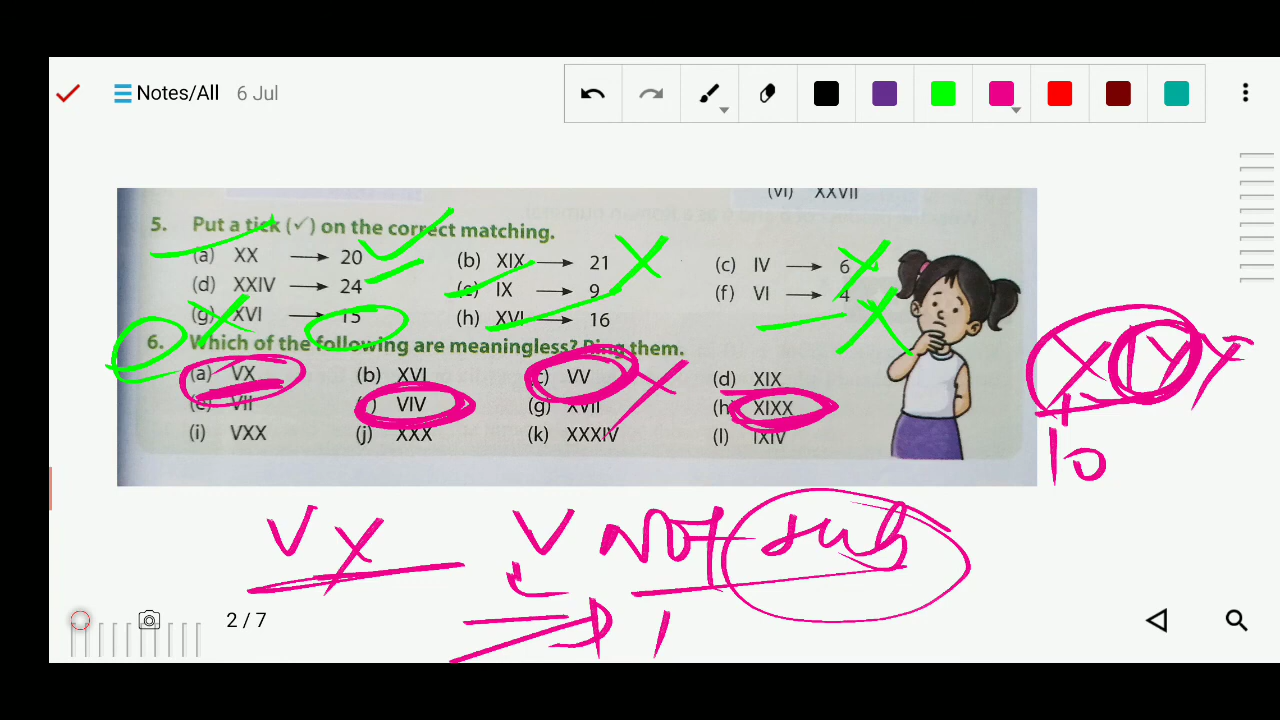 Notes/All 6 Jul
(vi) XXVII
5. Put a tick (✓) on the correct matching.
(a) XX → 20 (b) XIX → 21 (c) IV → 6
(d) XXIV → 24 (e) IX → 9 (f) VI → 4
(g) XVI → 15 (h) XVI → 16
6. Which of the following are meaningless? Ring them.
(a) VX (b) XVI (c) VV (d) XIX
(e) VII (f) VIV (g) XVII (h) XIXX
(i) VXX (j) XXX (k) XXXIV (l) IXIV
10
VX V Not sub
2 / 7